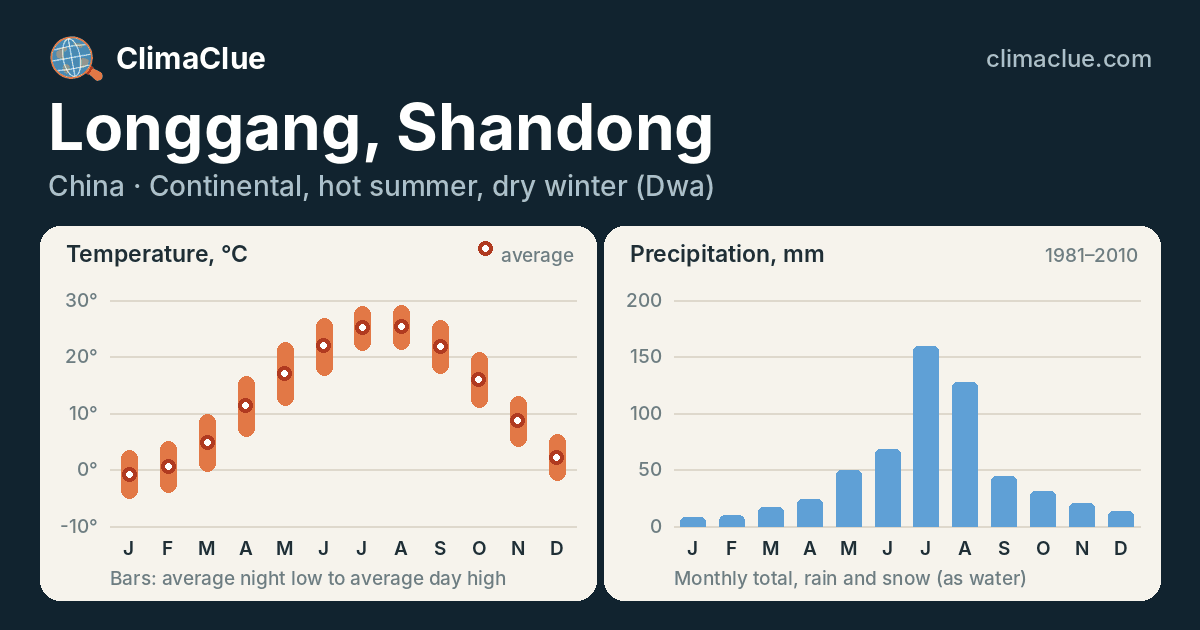 ClimaClue
climaclue.com
Longgang, Shandong
China · Continental, hot summer, dry winter (Dwa)
Temperature, °C
average
30°
20°
10°
0°
-10°
J F M A M J J A S O N D
Bars: average night low to average day high
Precipitation, mm
1981–2010
200
150
100
50
0
J F M A M J J A S O N D
Monthly total, rain and snow (as water)